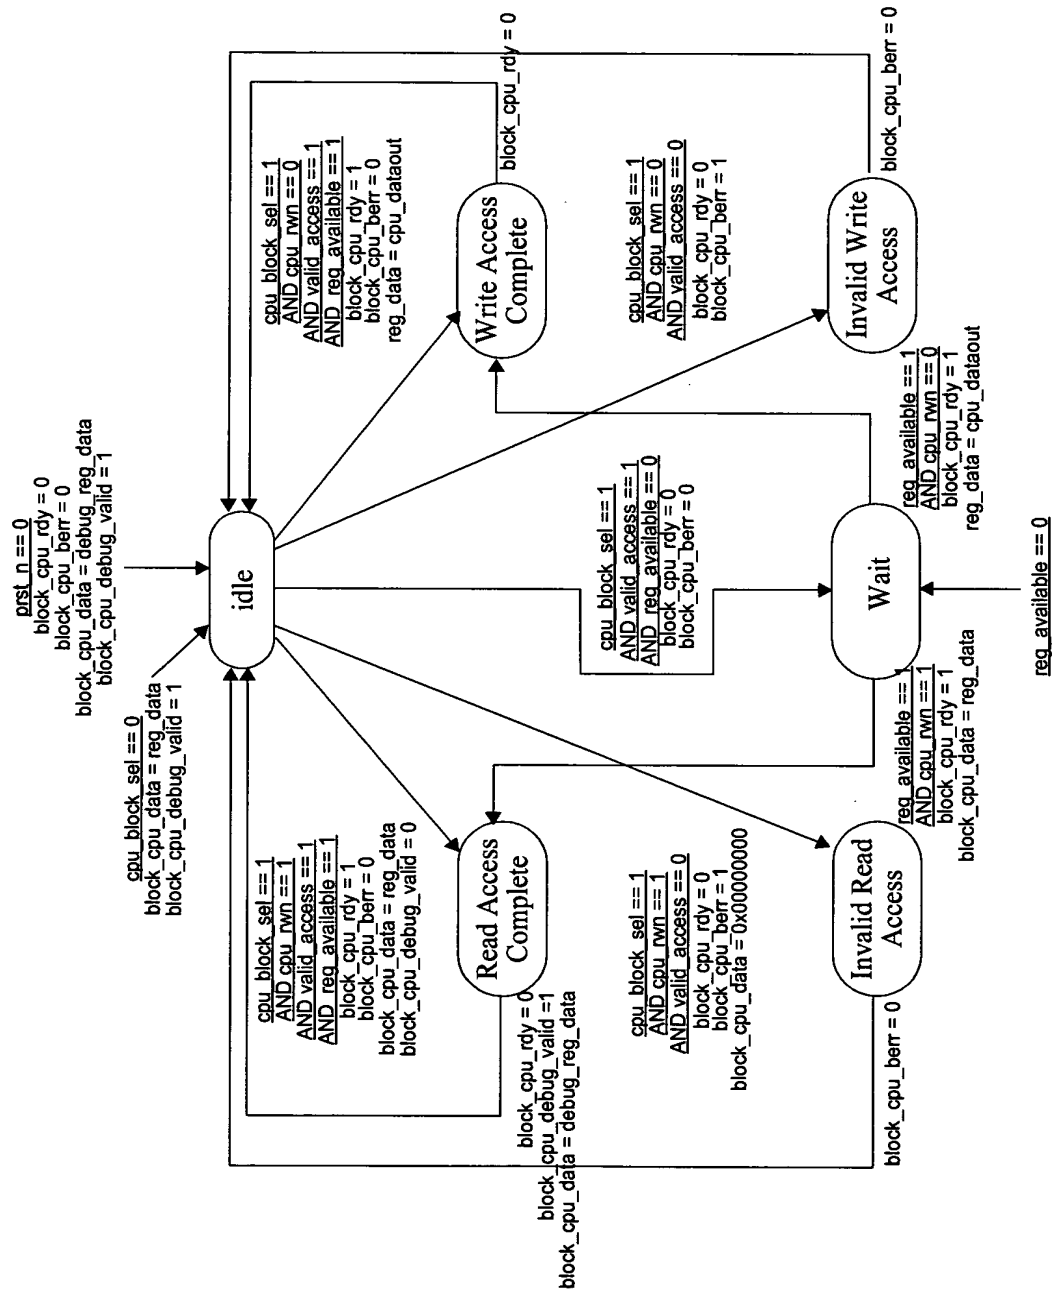 prst_n == 0
block_cpu_rdy = 0
block_cpu_berr = 0
block_cpu_data = debug_reg_data
block_cpu_debug_valid = 1
cpu_block_sel == 0
block_cpu_data = reg_data
block_cpu_debug_valid = 1
idle
cpu_block_sel == 1
AND cpu_rwn == 1
AND valid_access == 1
AND reg_available == 1
block_cpu_rdy = 1
block_cpu_berr = 0
block_cpu_data = reg_data
block_cpu_debug_valid = 0
cpu_block_sel == 1
AND cpu_rwn == 0
AND valid_access == 1
AND reg_available == 1
block_cpu_rdy = 1
block_cpu_berr = 0
reg_data = cpu_dataout
Read Access
Complete
block_cpu_rdy = 0
block_cpu_debug_valid =1
block_cpu_data = debug_reg_data
Write Access
Complete
block_cpu_rdy = 0
cpu_block_sel == 1
AND cpu_rwn == 1
AND valid_access == 0
block_cpu_rdy = 0
block_cpu_berr = 1
block_cpu_data = 0x00000000
cpu_block_sel == 1
AND valid_access == 1
AND reg_available == 0
block_cpu_rdy = 0
block_cpu_berr = 0
cpu_block_sel == 1
AND cpu_rwn == 0
AND valid_access == 0
block_cpu_rdy = 0
block_cpu_berr = 1
Invalid Read
Access
block_cpu_berr = 0
Wait
Invalid Write
Access
block_cpu_berr = 0
reg_available == 1
AND cpu_rwn == 1
block_cpu_rdy = 1
block_cpu_data = reg_data
reg_available == 1
AND cpu_rwn == 0
block_cpu_rdy = 1
reg_data = cpu_dataout
reg_available == 0